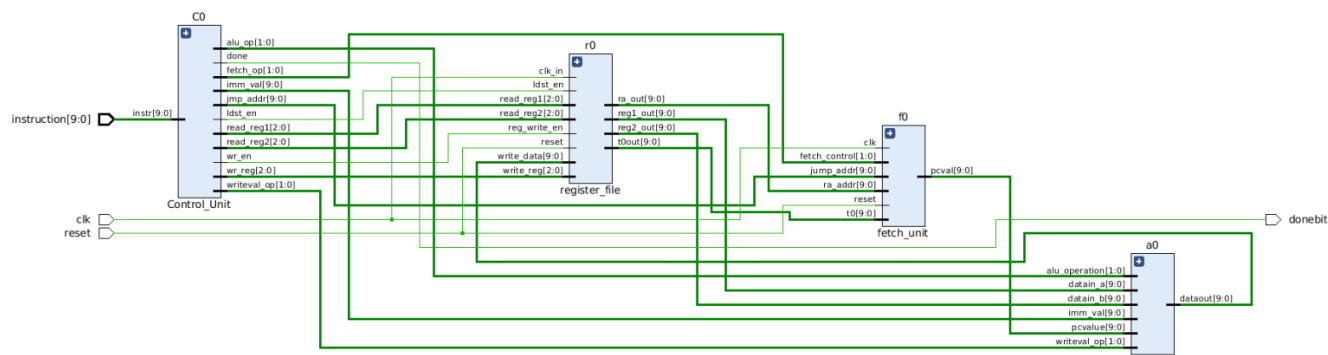 C0
alu_op[1:0]
done
fetch_op[1:0]
imm_val[9:0]
jmp_addr[9:0]
ldst_en
read_reg1[2:0]
read_reg2[2:0]
wr_en
wr_reg[2:0]
writeval_op[1:0]
instr[9:0]
instruction[9:0]
Control_Unit
clk
reset
r0
clk_in
ldst_en
read_reg1[2:0]
read_reg2[2:0]
reg_write_en
reset
write_data[9:0]
write_reg[2:0]
ra_out[9:0]
reg1_out[9:0]
reg2_out[9:0]
t0out[9:0]
register_file
f0
clk
fetch_control[1:0]
jump_addr[9:0]
ra_addr[9:0]
reset
t0[9:0]
pcval[9:0]
fetch_unit
donebit
a0
alu_operation[1:0]
datain_a[9:0]
datain_b[9:0]
imm_val[9:0]
pcvalue[9:0]
writeval_op[1:0]
dataout[9:0]